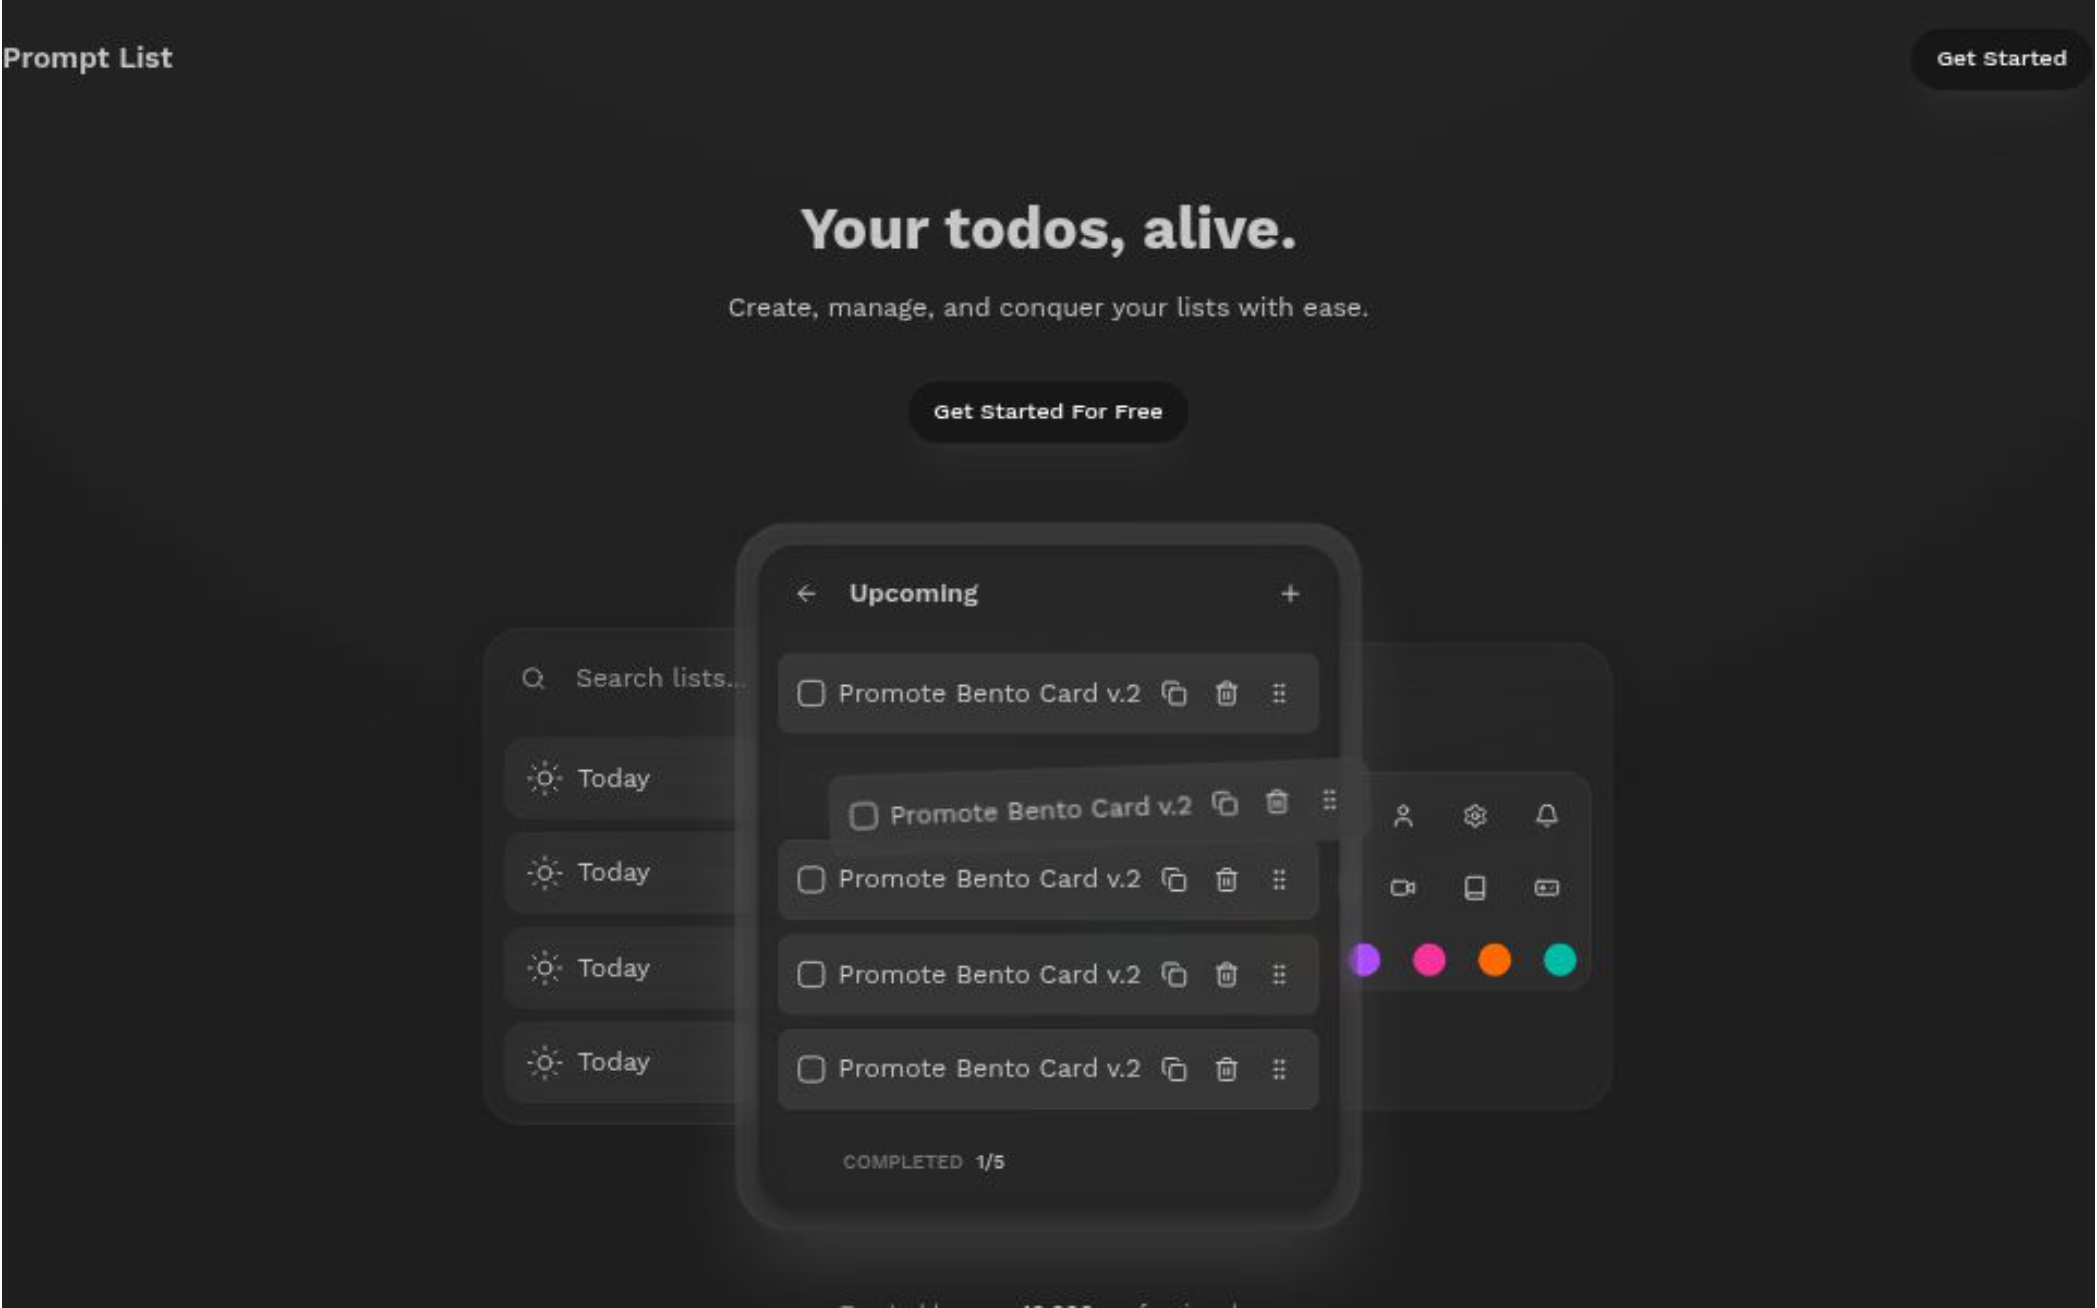 Prompt List
Get Started
Your todos, alive.
Create, manage, and conquer your lists with ease.
Get Started For Free
Upcoming
Search lists...
Promote Bento Card v.2
Today
Promote Bento Card v.2
Today
Promote Bento Card v.2
Today
Promote Bento Card v.2
Today
Promote Bento Card v.2
COMPLETED 1/5